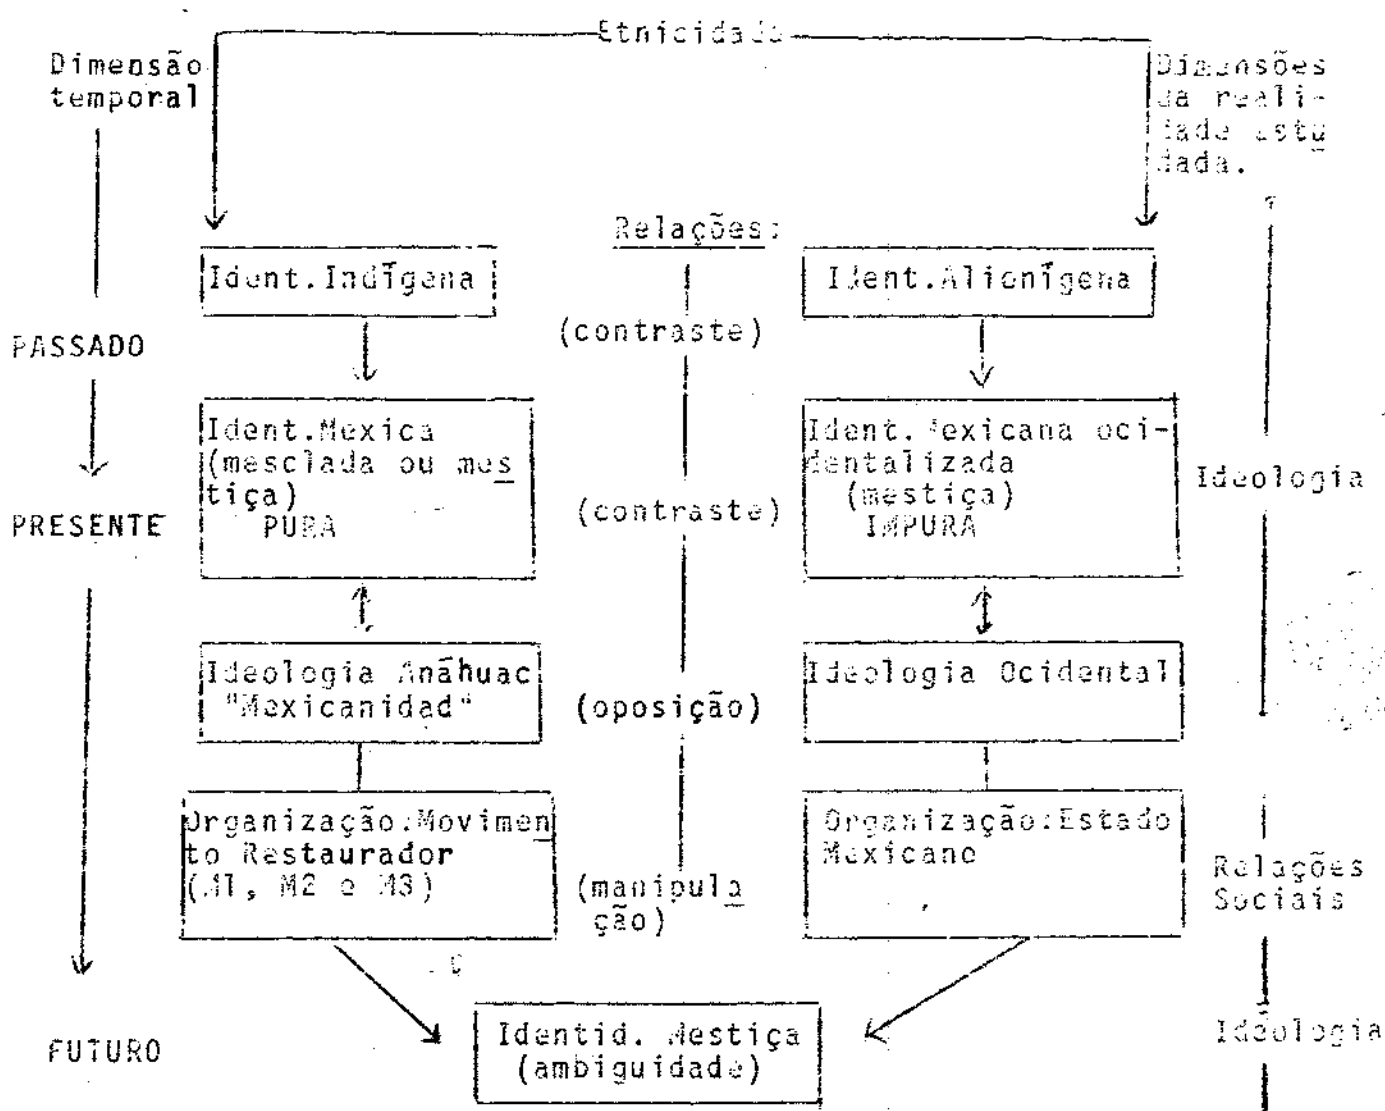 Etnicidade
Dimensão
temporal
Dimensões
da reali-
dade estu
dada.
Relações:
Ident.Indígena
Ident.Alienígena
(contraste)
PASSADO
Ident.Mexica
(mesclada ou mes
tiça)
PURA
Ident.Mexicana oci-
dentalizada
(mestiça)
IMPURA
Ideologia
PRESENTE
(contraste)
Ideologia Anáhuac
"Mexicanidad"
(oposição)
Ideologia Ocidental
Organização:Movimen
to Restaurador
(M1, M2 e M3)
(manipula
ção)
Organização:Estado
Mexicano
Relações
Sociais
FUTURO
Identid. Mestiça
(ambiguidade)
Ideologia